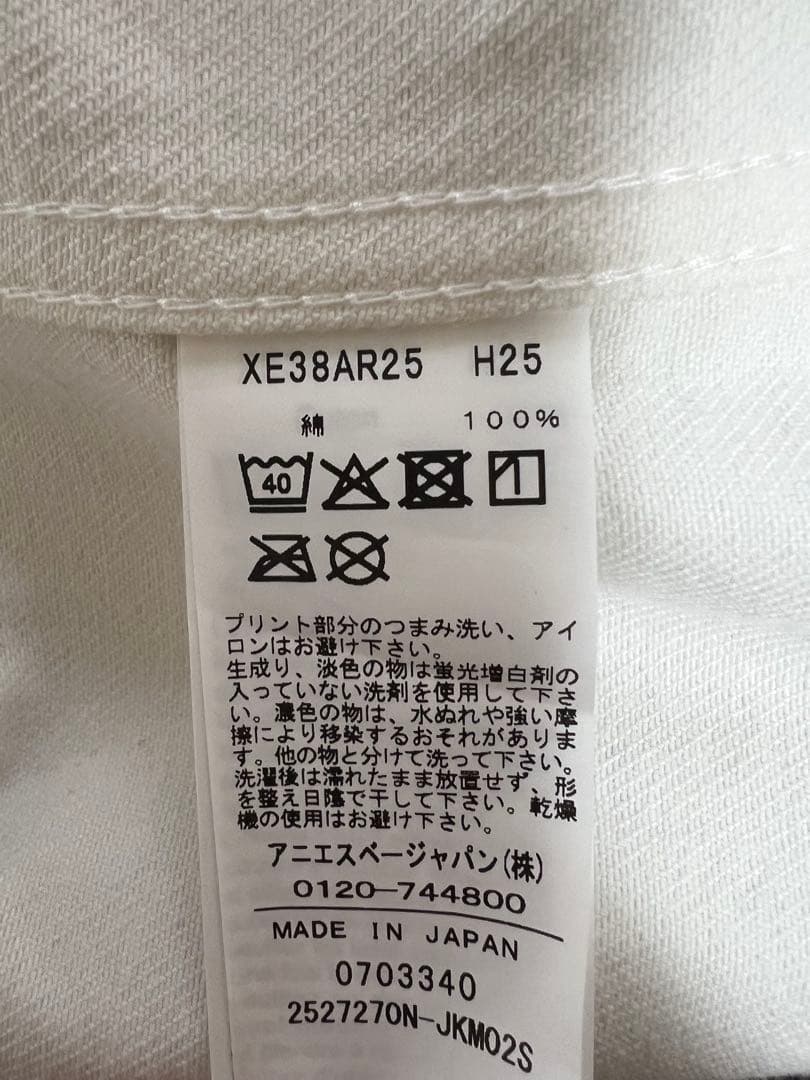 XE38AR25 H25
綿 100%
40
プリント部分のつまみ洗い、アイ
ロンはお避け下さい。
生成り、淡色の物は蛍光増白剤の
入っていない洗剤を使用して下さ
い。濃色の物は、水ぬれや強い摩
擦により移染するおそれがありま
す。他の物と分けて洗って下さい。
洗濯後は濡れたまま放置せず、形
を整え日陰で干して下さい。乾燥
機の使用はお避け下さい。
アニエスベージャパン(株)
0120-744800
MADE IN JAPAN
0703340
2527270N-JKM02S